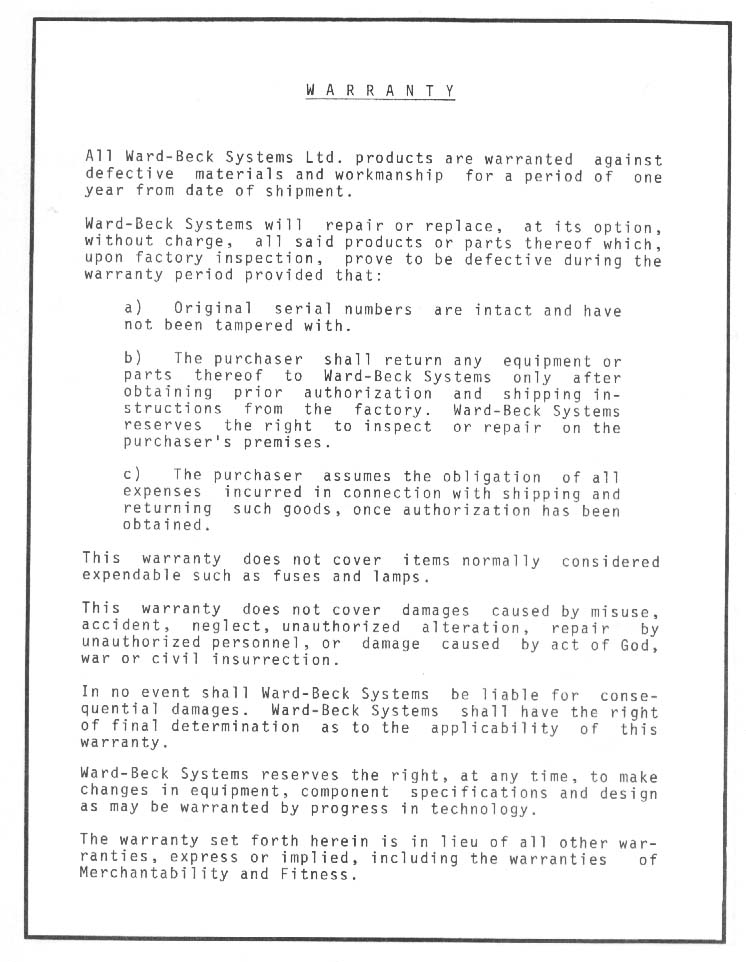 W A R R A N T Y
All Ward-Beck Systems Ltd. products are warranted against
defective materials and workmanship for a period of one
year from date of shipment.
Ward-Beck Systems will repair or replace, at its option,
without charge, all said products or parts thereof which,
upon factory inspection, prove to be defective during the
warranty period provided that:
a) Original serial numbers are intact and have
not been tampered with.
b) The purchaser shall return any equipment or
parts thereof to Ward-Beck Systems only after
obtaining prior authorization and shipping in-
structions from the factory. Ward-Beck Systems
reserves the right to inspect or repair on the
purchaser's premises.
c) The purchaser assumes the obligation of all
expenses incurred in connection with shipping and
returning such goods, once authorization has been
obtained.
This warranty does not cover items normally considered
expendable such as fuses and lamps.
This warranty does not cover damages caused by misuse,
accident, neglect, unauthorized alteration, repair by
unauthorized personnel, or damage caused by act of God,
war or civil insurrection.
In no event shall Ward-Beck Systems be liable for conse-
quential damages. Ward-Beck Systems shall have the right
of final determination as to the applicability of this
warranty.
Ward-Beck Systems reserves the right, at any time, to make
changes in equipment, component specifications and design
as may be warranted by progress in technology.
The warranty set forth herein is in lieu of all other war-
ranties, express or implied, including the warranties of
Merchantability and Fitness.